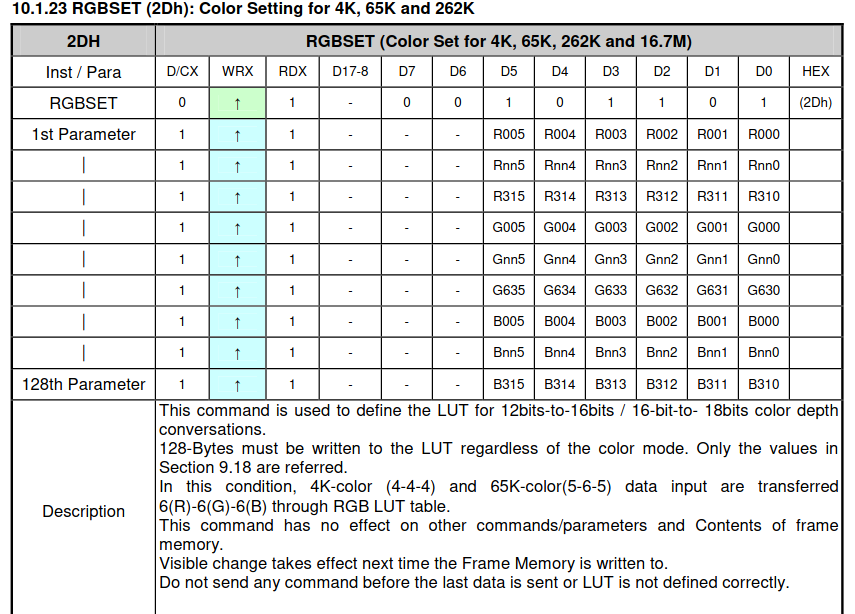 10.1.23 RGBSET (2Dh): Color Setting for 4K, 65K and 262K
2DH RGBSET (Color Set for 4K, 65K, 262K and 16.7M)
Inst / Para D/CX WRX RDX D17-8 D7 D6 D5 D4 D3 D2 D1 D0 HEX
RGBSET 0 ↑ 1 - 0 0 1 0 1 1 0 1 (2Dh)
1st Parameter 1 ↑ 1 - - - R005 R004 R003 R002 R001 R000
| 1 ↑ 1 - - - Rnn5 Rnn4 Rnn3 Rnn2 Rnn1 Rnn0
| 1 ↑ 1 - - - R315 R314 R313 R312 R311 R310
| 1 ↑ 1 - - - G005 G004 G003 G002 G001 G000
| 1 ↑ 1 - - - Gnn5 Gnn4 Gnn3 Gnn2 Gnn1 Gnn0
| 1 ↑ 1 - - - G635 G634 G633 G632 G631 G630
| 1 ↑ 1 - - - B005 B004 B003 B002 B001 B000
| 1 ↑ 1 - - - Bnn5 Bnn4 Bnn3 Bnn2 Bnn1 Bnn0
128th Parameter 1 ↑ 1 - - - B315 B314 B313 B312 B311 B310
Description
This command is used to define the LUT for 12bits-to-16bits / 16-bit-to- 18bits color depth
conversations.
128-Bytes must be written to the LUT regardless of the color mode. Only the values in
Section 9.18 are referred.
In this condition, 4K-color (4-4-4) and 65K-color(5-6-5) data input are transferred
6(R)-6(G)-6(B) through RGB LUT table.
This command has no effect on other commands/parameters and Contents of frame
memory.
Visible change takes effect next time the Frame Memory is written to.
Do not send any command before the last data is sent or LUT is not defined correctly.